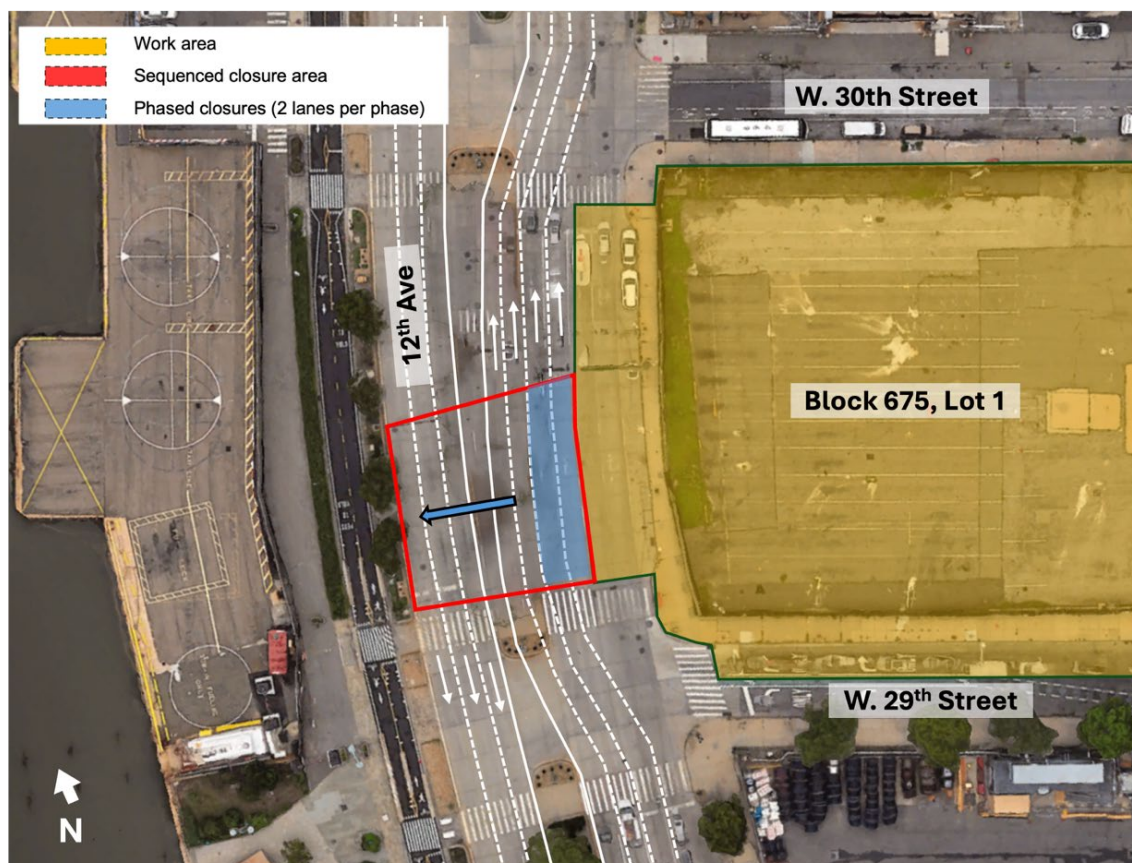 Work area
Sequenced closure area
Phased closures (2 lanes per phase)
W. 30th Street
12th Ave
Block 675, Lot 1
W. 29th Street
N